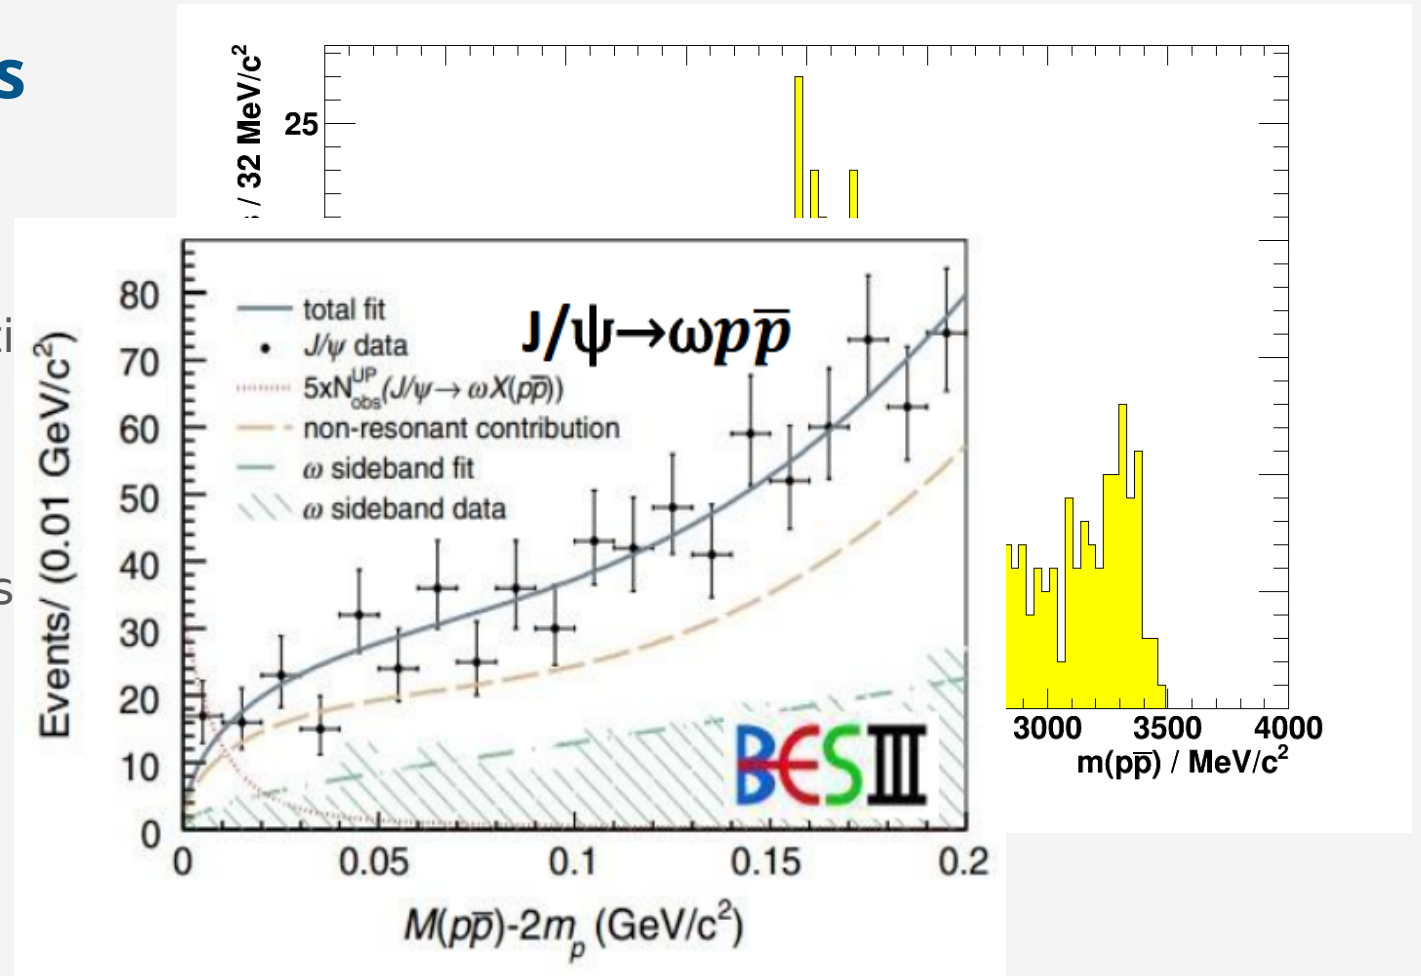 s
ti
s
/ 32 MeV/c²
25
3000 3500 4000
m(pp̅) / MeV/c²
J/ψ→ωpp̅
total fit
J/ψ data
5xN^UP_obs(J/ψ→ωX(pp̅))
non-resonant contribution
ω sideband fit
ω sideband data
BESIII
Events/ (0.01 GeV/c²)
80
70
60
50
40
30
20
10
0
0 0.05 0.1 0.15 0.2
M(pp̅)-2m_p (GeV/c²)